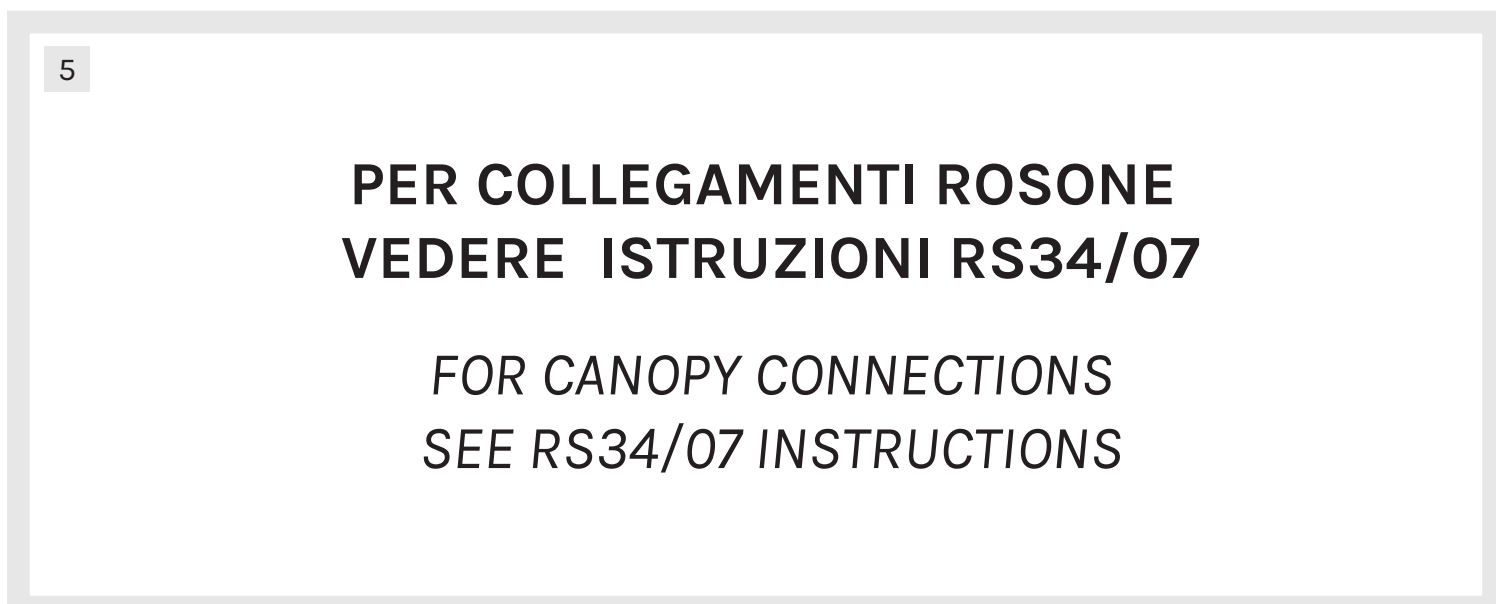 5
PER COLLEGAMENTI ROSONE
VEDERE  ISTRUZIONI RS34/07
FOR CANOPY CONNECTIONS
SEE RS34/07 INSTRUCTIONS